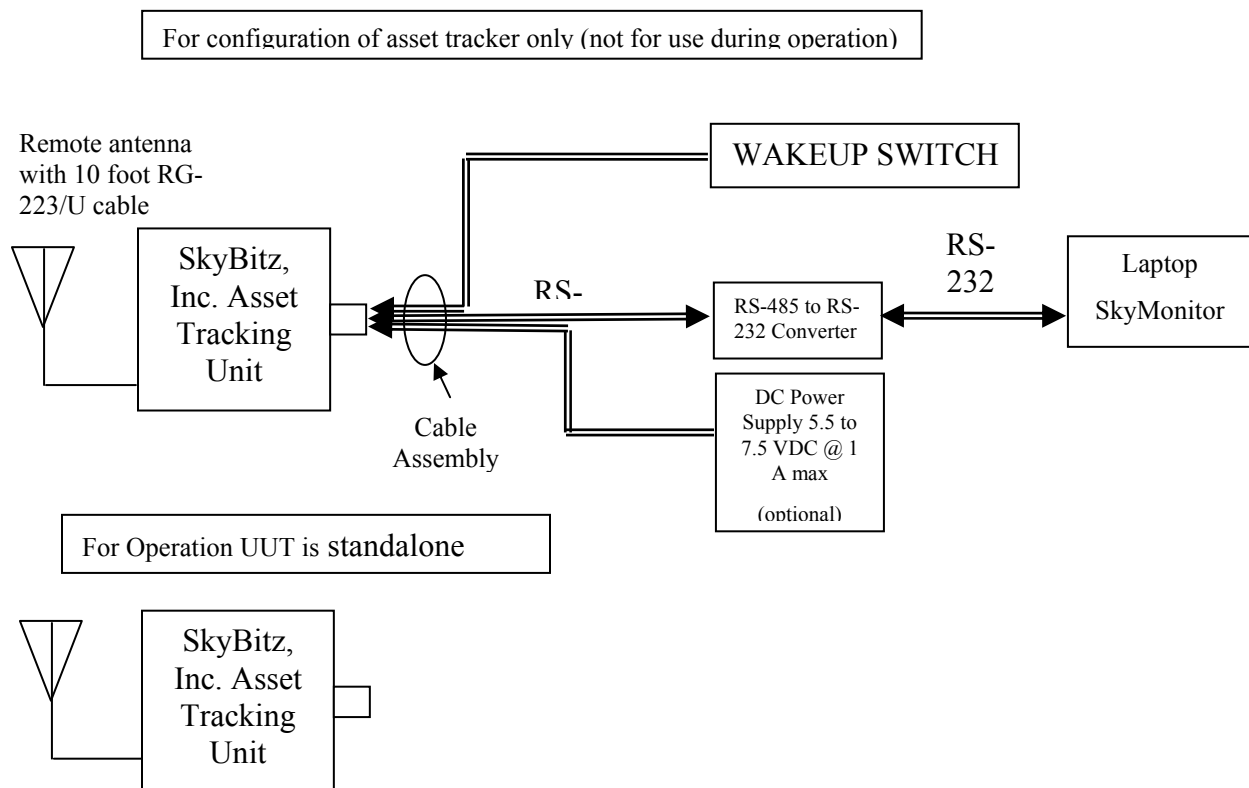 For configuration of asset tracker only (not for use during operation)
Remote antenna
with 10 foot RG-
223/U cable
WAKEUP SWITCH
SkyBitz,
Inc. Asset
Tracking
Unit
RS-
RS-485 to RS-
232 Converter
RS-
232
Laptop
SkyMonitor
Cable
Assembly
DC Power
Supply 5.5 to
7.5 VDC @ 1
A max
(optional)
For Operation UUT is standalone
SkyBitz,
Inc. Asset
Tracking
Unit